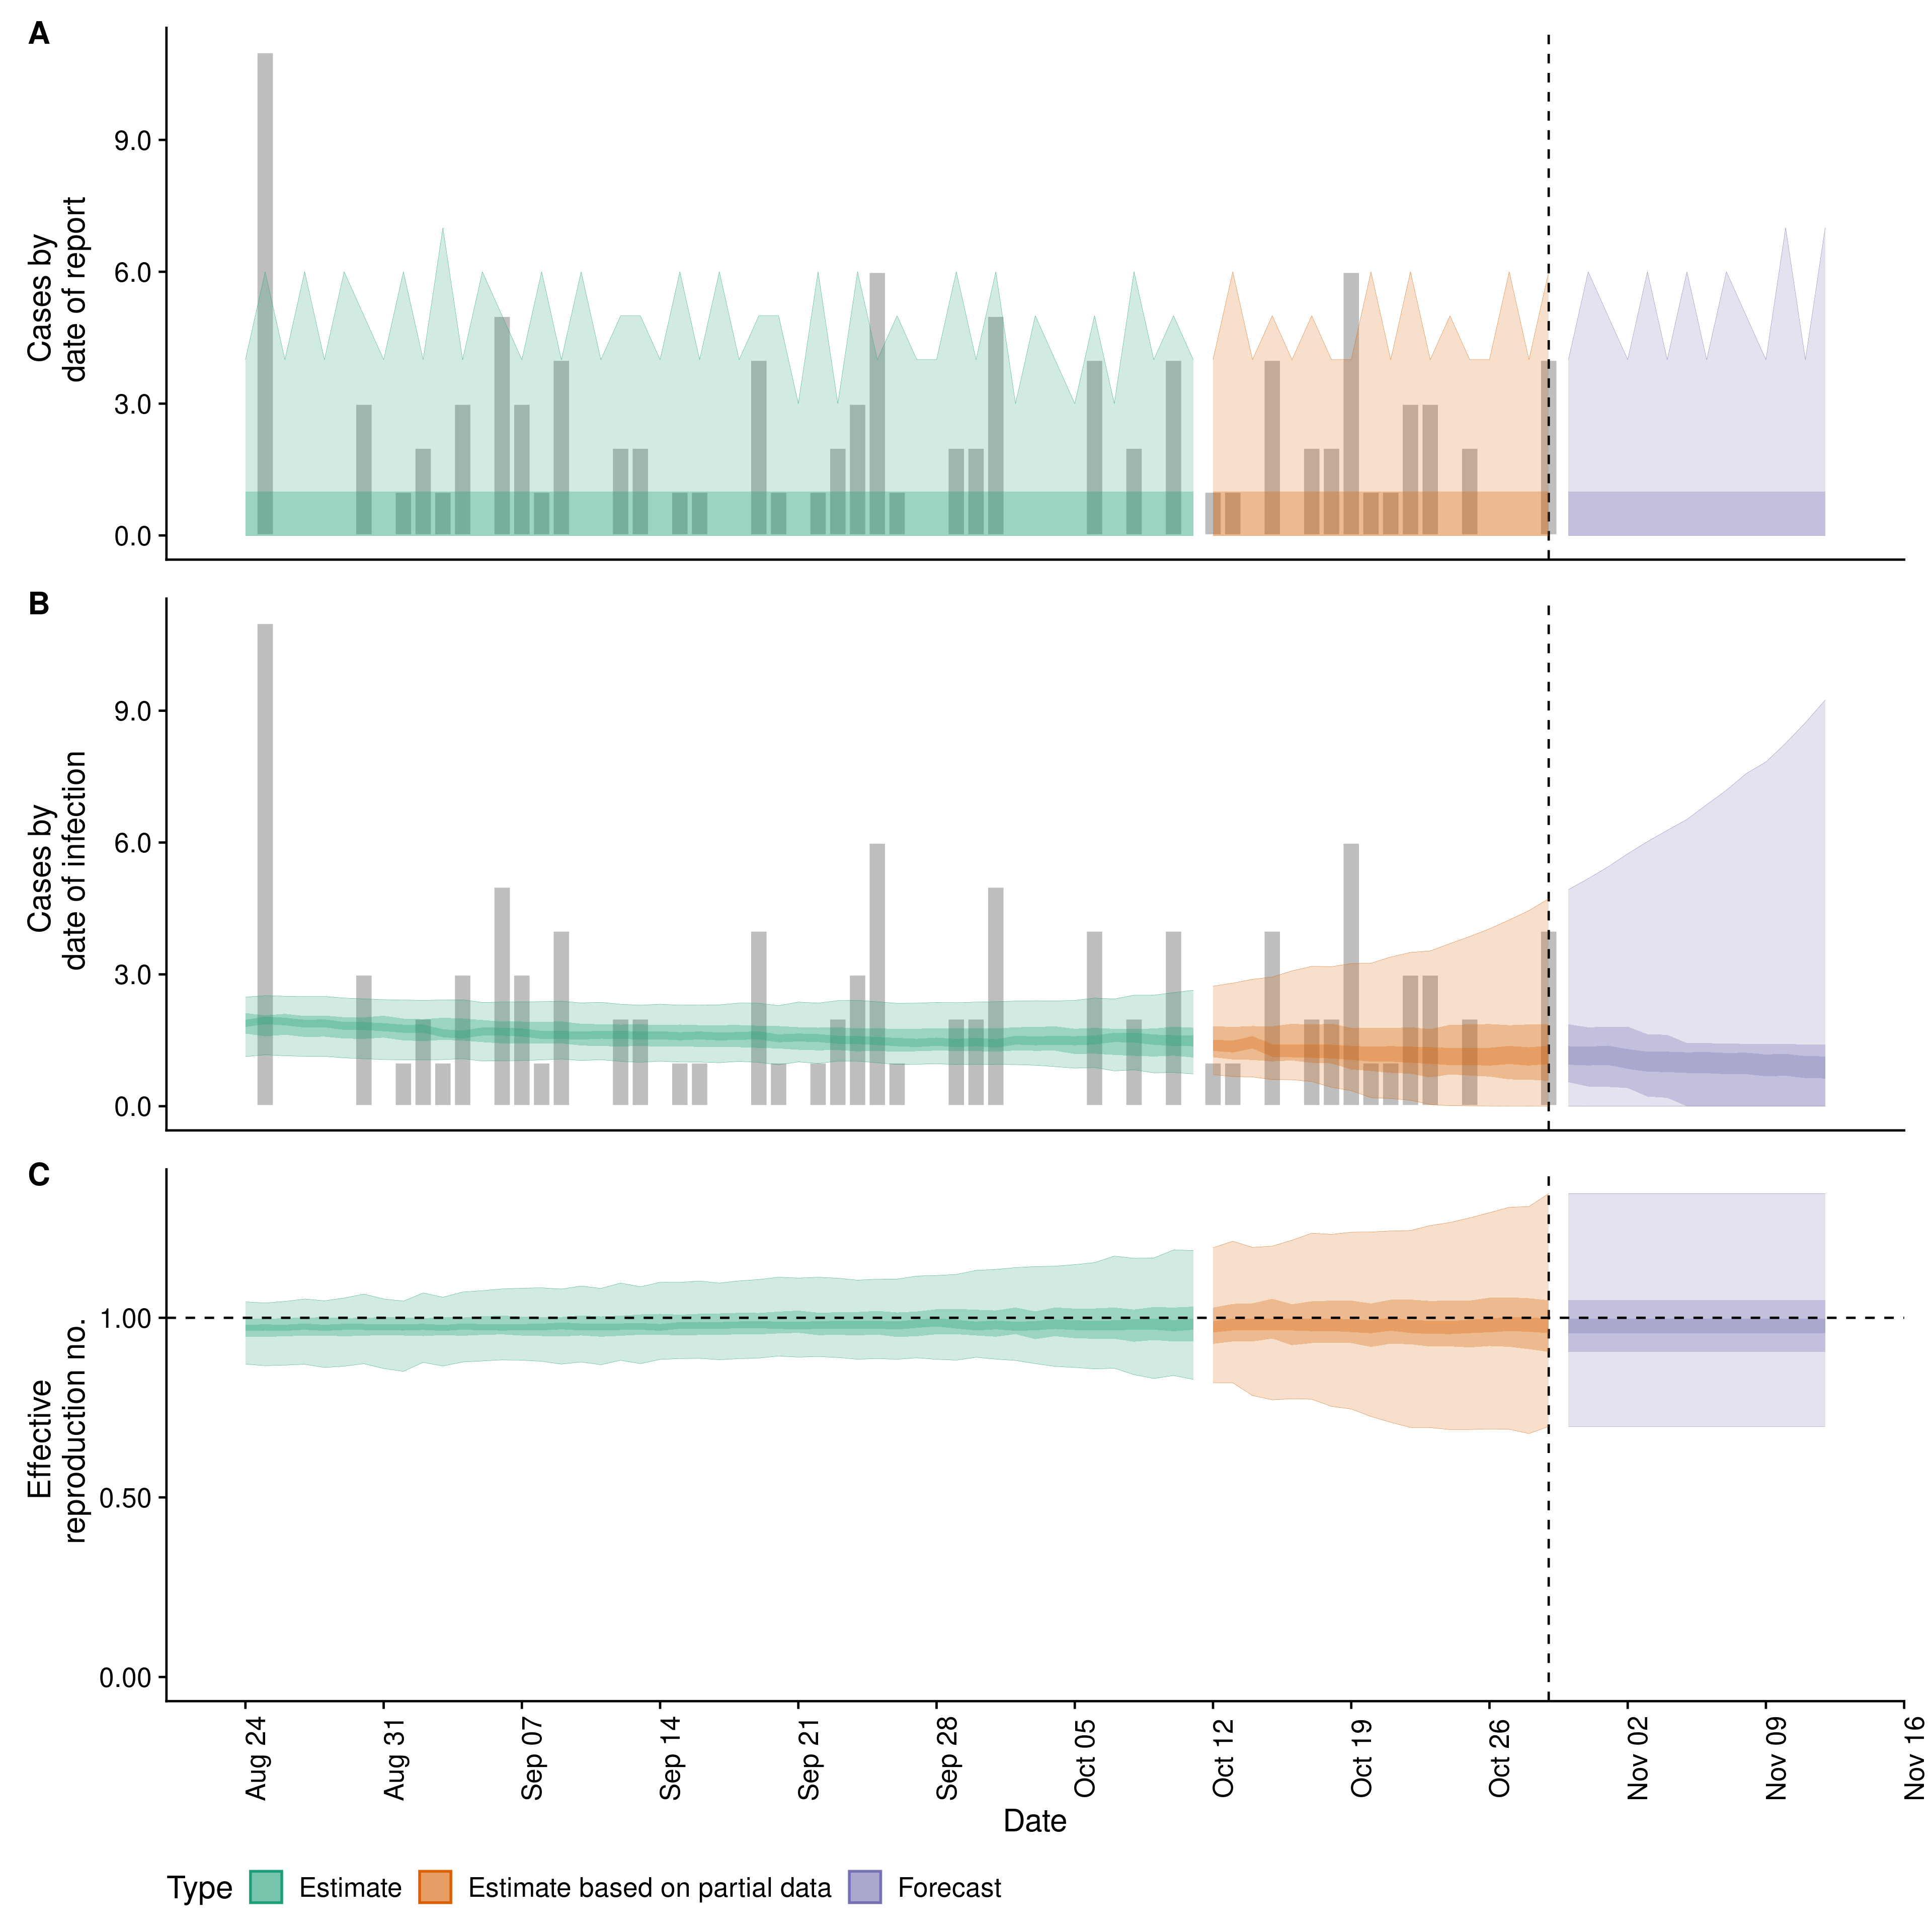 A
Cases by
date of report
9.0
6.0
3.0
0.0
B
Cases by
date of infection
9.0
6.0
3.0
0.0
C
Effective
reproduction no.
1.00
0.50
0.00
Aug 24
Aug 31
Sep 07
Sep 14
Sep 21
Sep 28
Oct 05
Oct 12
Oct 19
Oct 26
Nov 02
Nov 09
Nov 16
Date
Type Estimate Estimate based on partial data Forecast